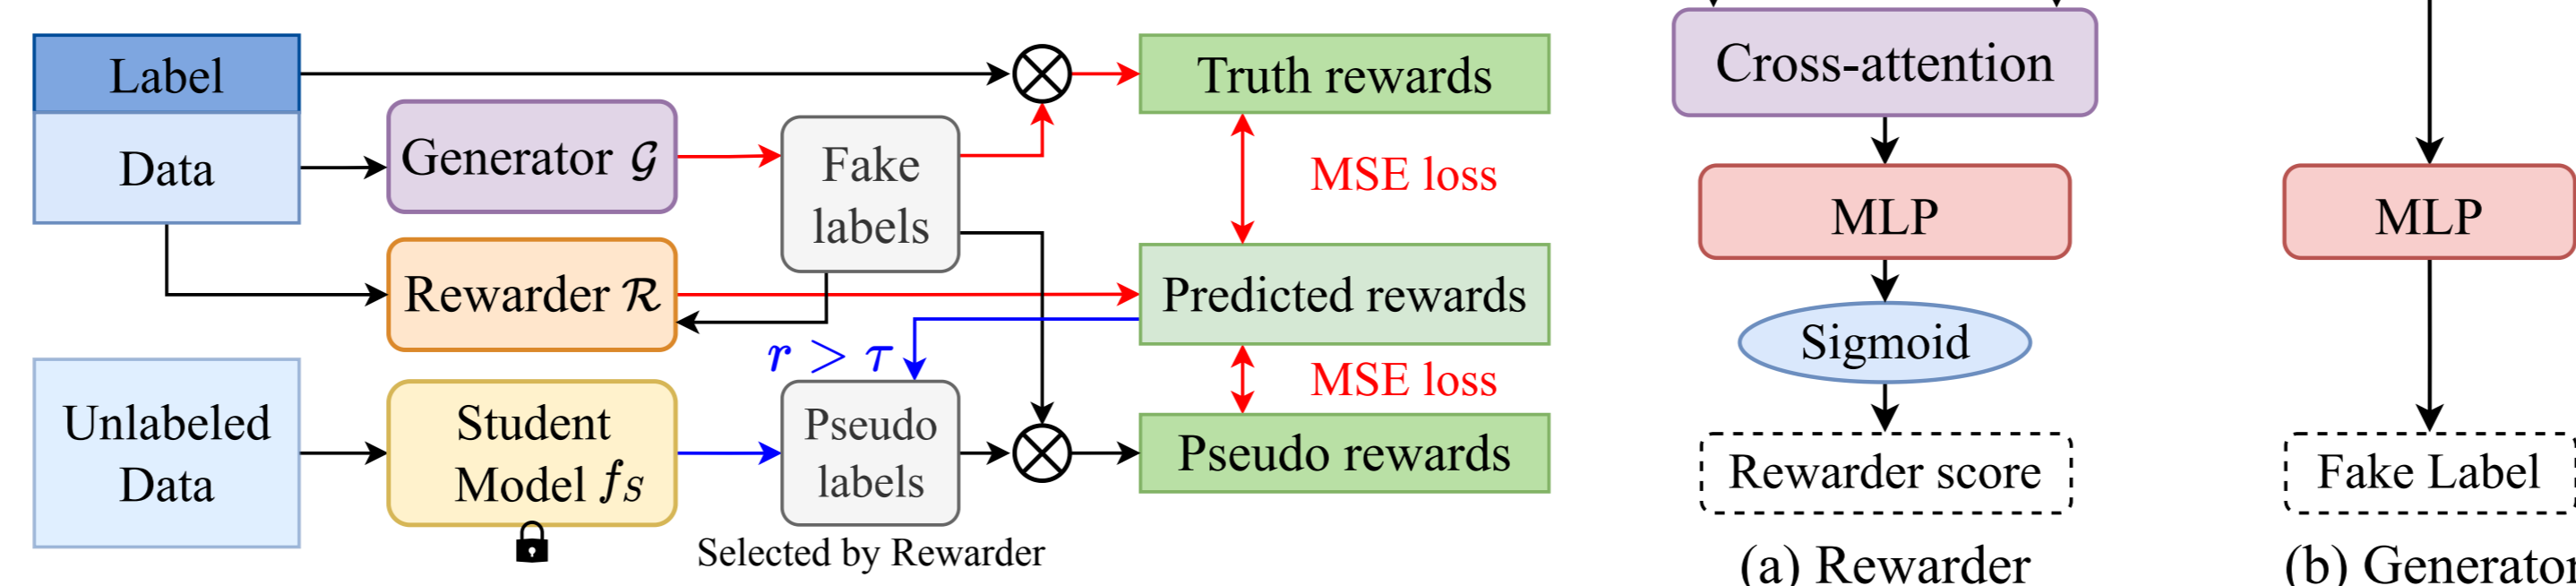 Label
Data
Generator 𝒢
Fake
labels
Truth rewards
MSE loss
Rewarder ℛ
Predicted rewards
r > τ
MSE loss
Unlabeled
Data
Student
Model fS
Pseudo
labels
Pseudo rewards
Selected by Rewarder
Cross-attention
MLP
Sigmoid
Rewarder score
(a) Rewarder
MLP
Fake Label
(b) Generator